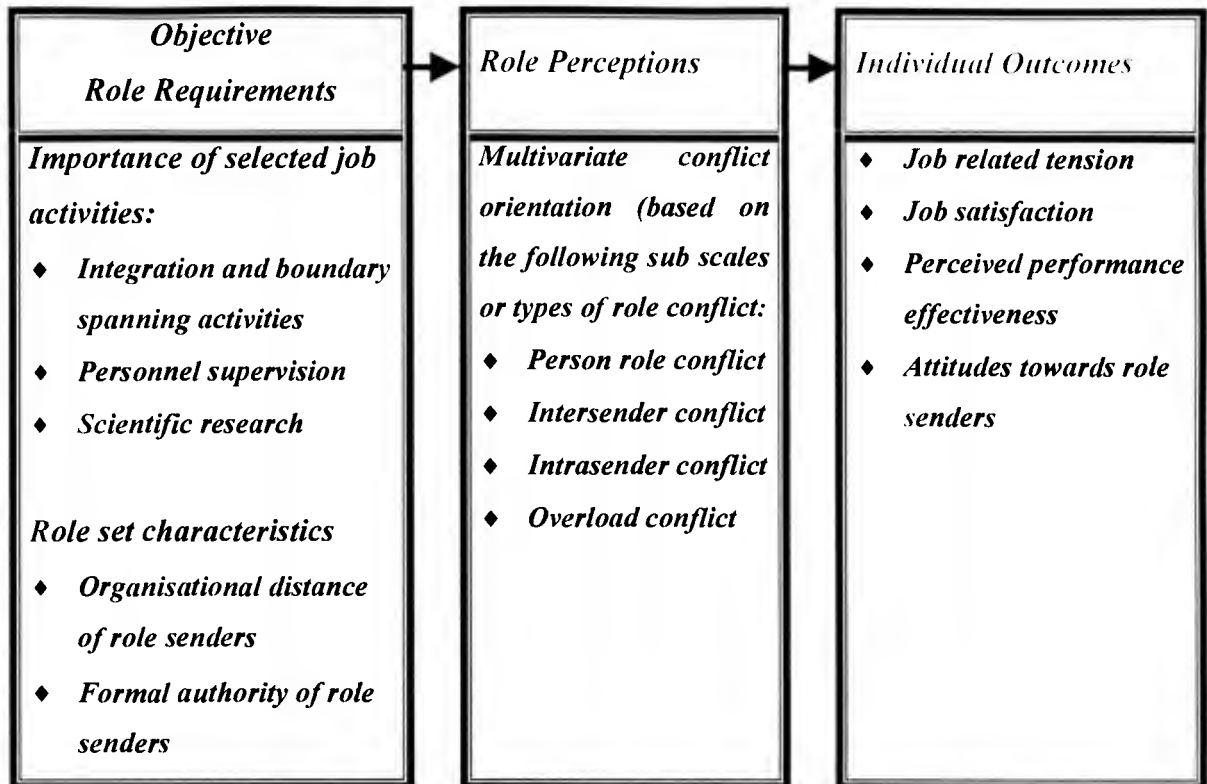 Objective
Role Requirements
Importance of selected job
activities:
♦ Integration and boundary
spanning activities
♦ Personnel supervision
♦ Scientific research
Role set characteristics
♦ Organisational distance
of role senders
♦ Formal authority of role
senders
Role Perceptions
Multivariate conflict
orientation (based on
the following sub scales
or types of role conflict:
♦ Person role conflict
♦ Intersender conflict
♦ Intrasender conflict
♦ Overload conflict
Individual Outcomes
♦ Job related tension
♦ Job satisfaction
♦ Perceived performance
effectiveness
♦ Attitudes towards role
senders